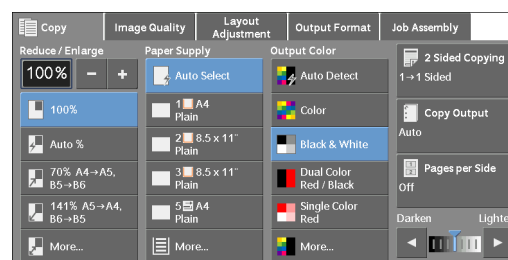 Copy
Image Quality
Layout
Adjustment
Output Format
Job Assembly
Reduce / Enlarge
100%
−
+
100%
Auto %
70% A4→A5,
B5→B6
141% A5→A4,
B6→B5
More...
Paper Supply
Auto Select
1 A4
Plain
2 8.5 x 11"
Plain
3 8.5 x 11"
Plain
5 A4
Plain
More...
Output Color
Auto Detect
Color
Black & White
Dual Color
Red / Black
Single Color
Red
More...
2 Sided Copying
1→1 Sided
Copy Output
Auto
Pages per Side
Off
Darken Lighte